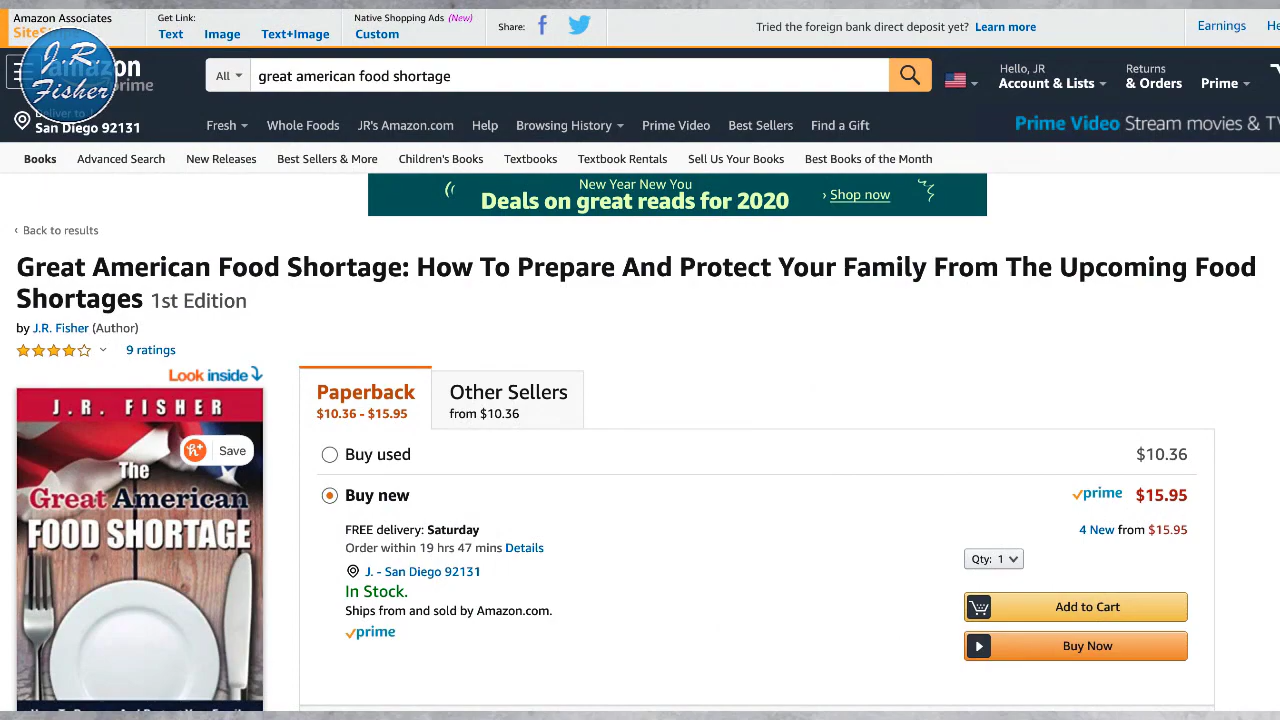 Amazon Associates
SiteS
Get Link:
Text Image Text+Image
Native Shopping Ads (New)
Custom
Share:
Tried the foreign bank direct deposit yet? Learn more
Earnings
J.R.
Fisher
prime
All
great american food shortage
Hello, JR
Account & Lists
Returns
& Orders
Prime
San Diego 92131
Fresh Whole Foods JR's Amazon.com Help Browsing History Prime Video Best Sellers Find a Gift
Prime Video Stream movies & TV
Books Advanced Search New Releases Best Sellers & More Children's Books Textbooks Textbook Rentals Sell Us Your Books Best Books of the Month
New Year New You
Deals on great reads for 2020
› Shop now
‹ Back to results
Great American Food Shortage: How To Prepare And Protect Your Family From The Upcoming Food
Shortages 1st Edition
by J.R. Fisher (Author)
9 ratings
Look inside
J.R. FISHER
Save
The
Great American
FOOD SHORTAGE
Paperback
$10.36 - $15.95
Other Sellers
from $10.36
Buy used $10.36
Buy new prime $15.95
FREE delivery: Saturday
4 New from $15.95
Order within 19 hrs 47 mins Details
Qty: 1
J. - San Diego 92131
In Stock.
Add to Cart
Ships from and sold by Amazon.com.
prime
Buy Now